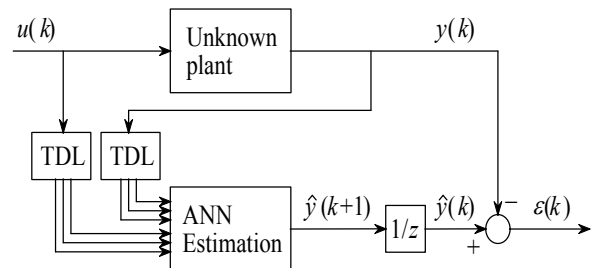 u(k)
Unknown
plant
y(k)
TDL
TDL
ANN
Estimation
ŷ(k+1)
1/z
ŷ(k)
−
+
ε(k)